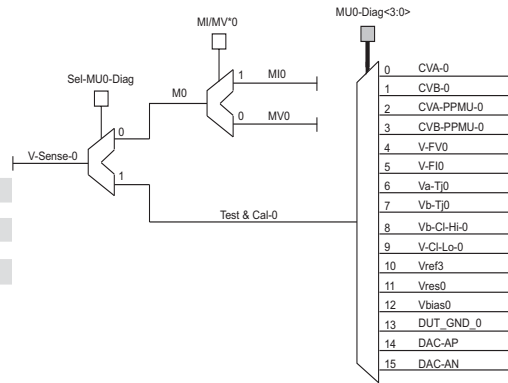 MU0-Diag<3:0>
MI/MV*0
Sel-MU0-Diag
V-Sense-0
0
1
M0
1
0
MI0
MV0
Test & Cal-0
0 CVA-0
1 CVB-0
2 CVA-PPMU-0
3 CVB-PPMU-0
4 V-FV0
5 V-FI0
6 Va-Tj0
7 Vb-Tj0
8 Vb-Cl-Hi-0
9 V-Cl-Lo-0
10 Vref3
11 Vres0
12 Vbias0
13 DUT_GND_0
14 DAC-AP
15 DAC-AN